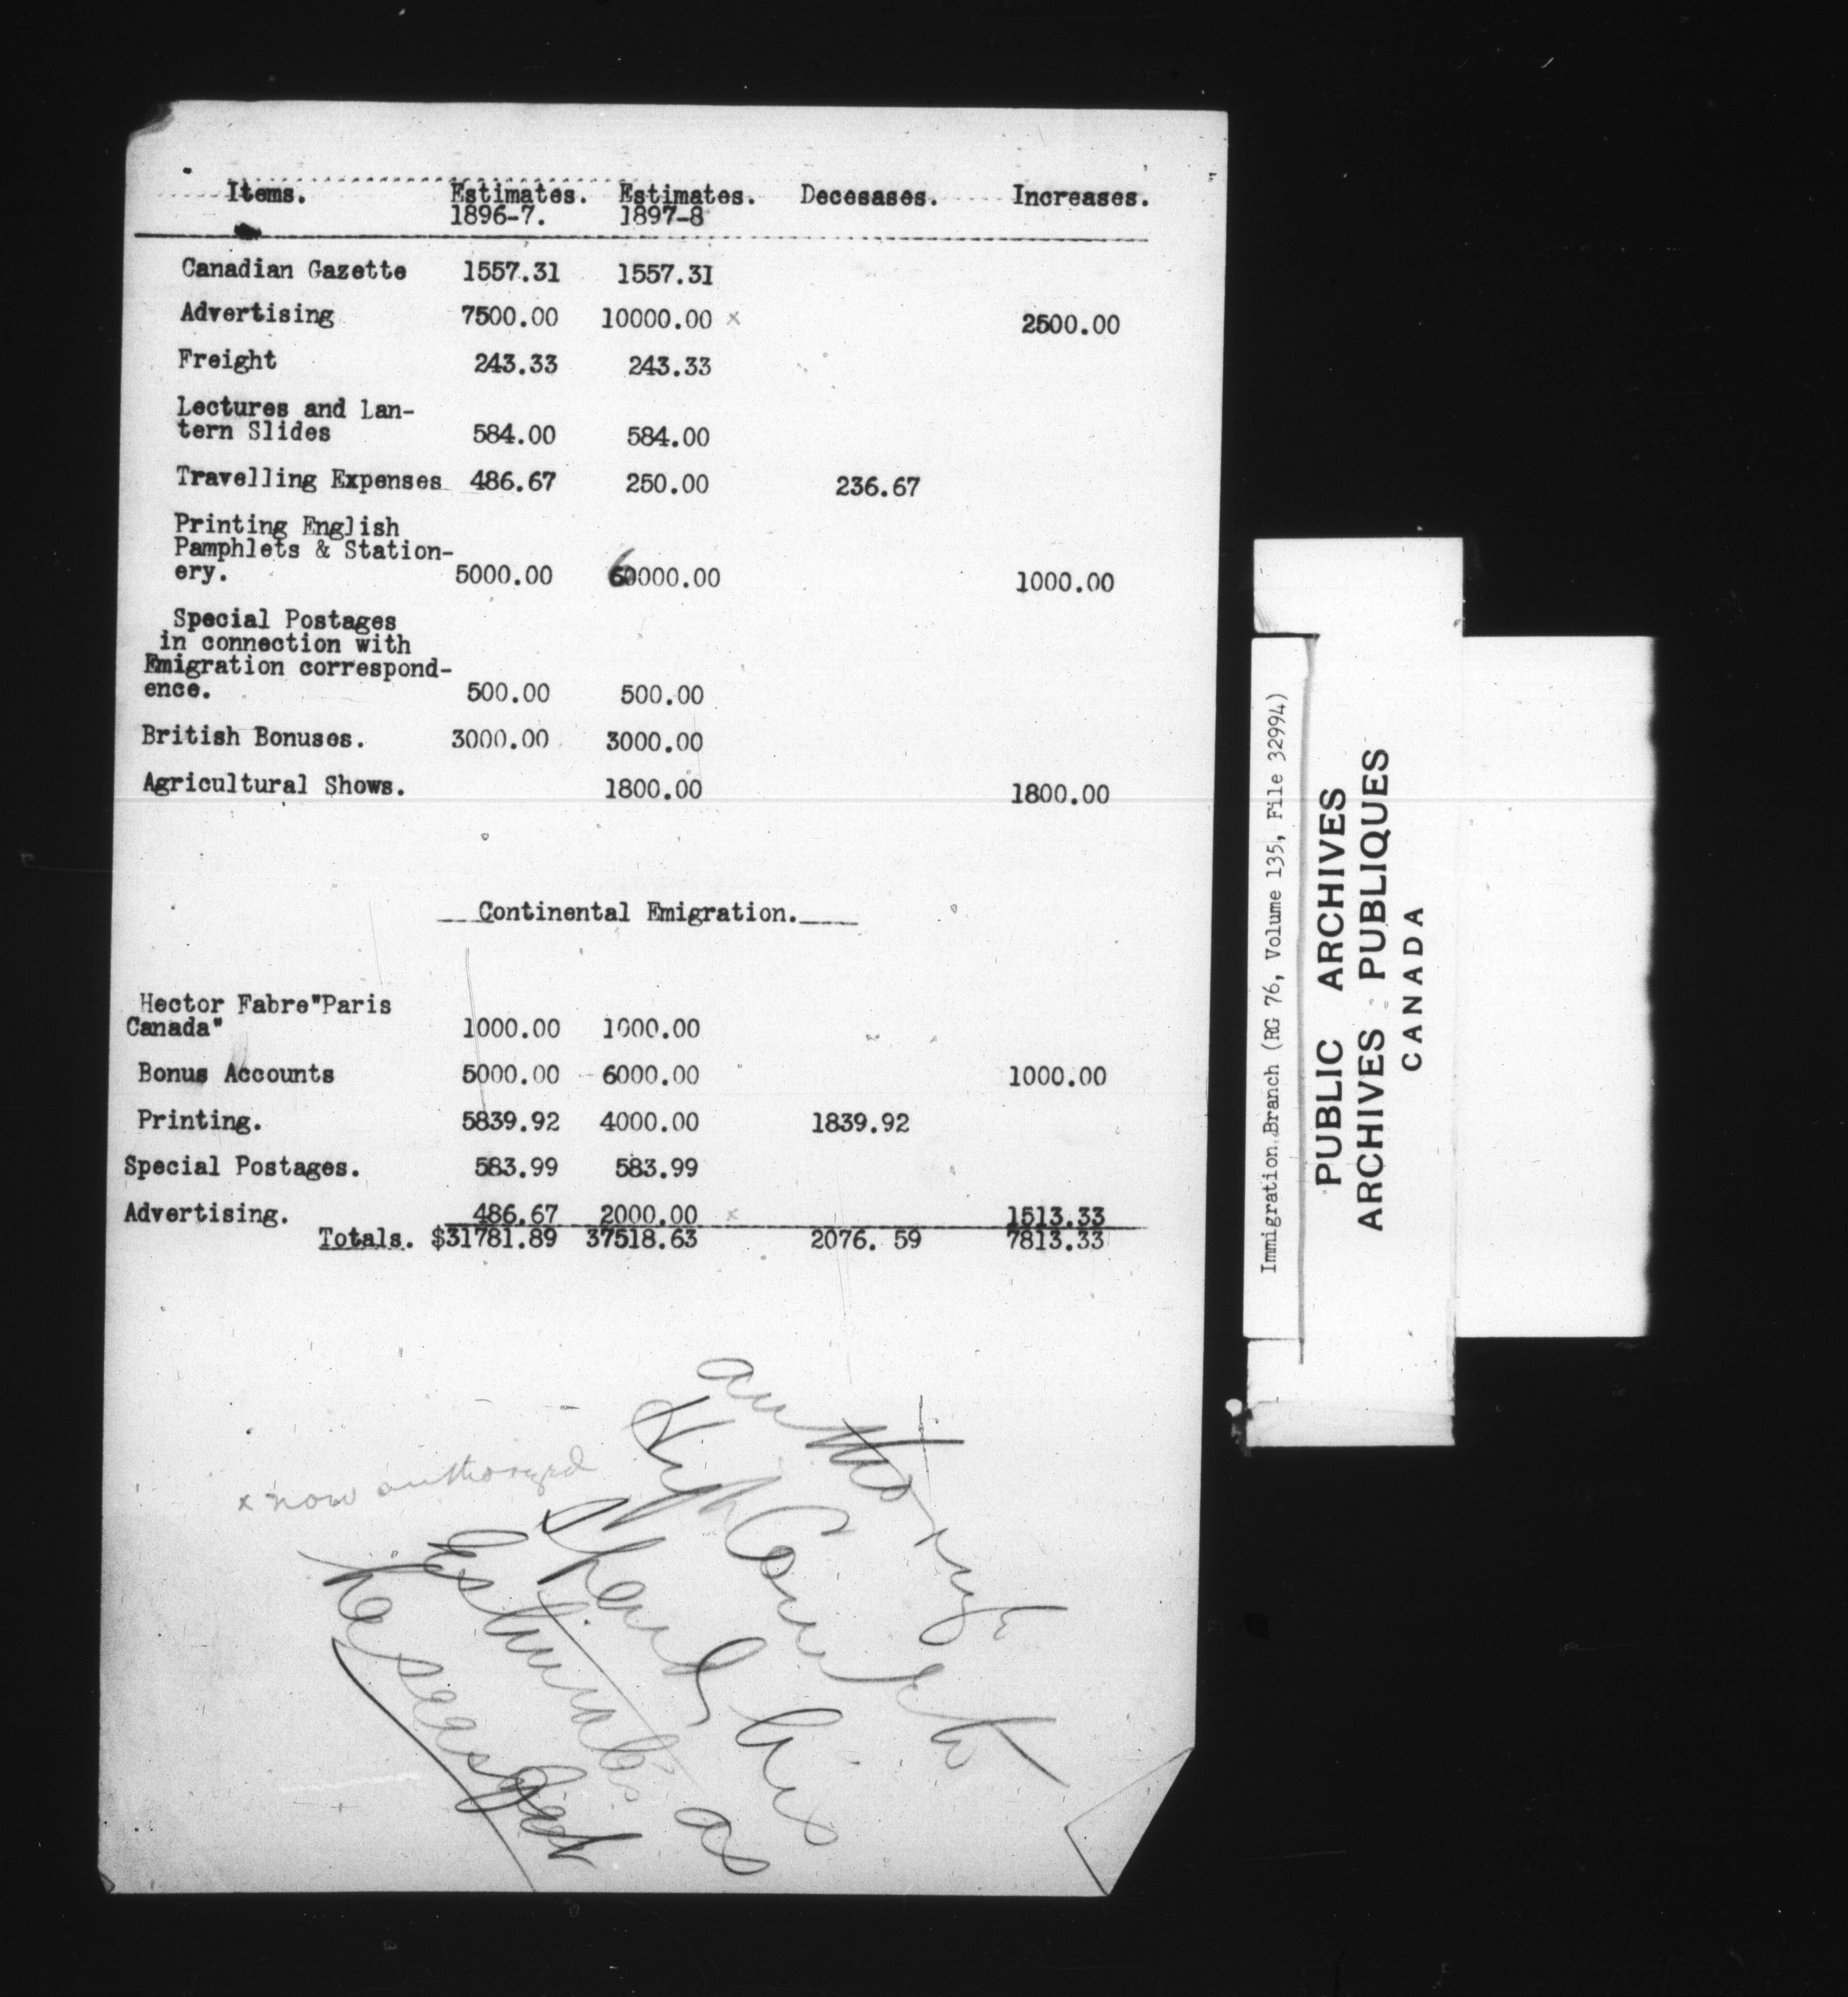 Items. Estimates. Estimates. Decesases. Increases.
1896-7. 1897-8
Canadian Gazette 1557.31 1557.31
Advertising 7500.00 10000.00 x 2500.00
Freight 243.33 243.33
Lectures and Lan-
tern Slides 584.00 584.00
Travelling Expenses 486.67 250.00 236.67
Printing English
Pamphlets & Station-
ery. 5000.00 60000.00 1000.00
Special Postages
in connection with
Emigration correspond-
ence. 500.00 500.00
British Bonuses. 3000.00 3000.00
Agricultural Shows. 1800.00 1800.00
Continental Emigration.
Hector Fabre"Paris
Canada" 1000.00 1000.00
Bonus Accounts 5000.00 6000.00 1000.00
Printing. 5839.92 4000.00 1839.92
Special Postages. 583.99 583.99
Advertising. 486.67 2000.00 x 1513.33
Totals. $31781.89 37518.63 2076. 59 7813.33
x now authorized
High
his
Estimates as
Immigration Branch (RG 76, Volume 135, File 32994)
PUBLIC ARCHIVES
ARCHIVES PUBLIQUES
CANADA